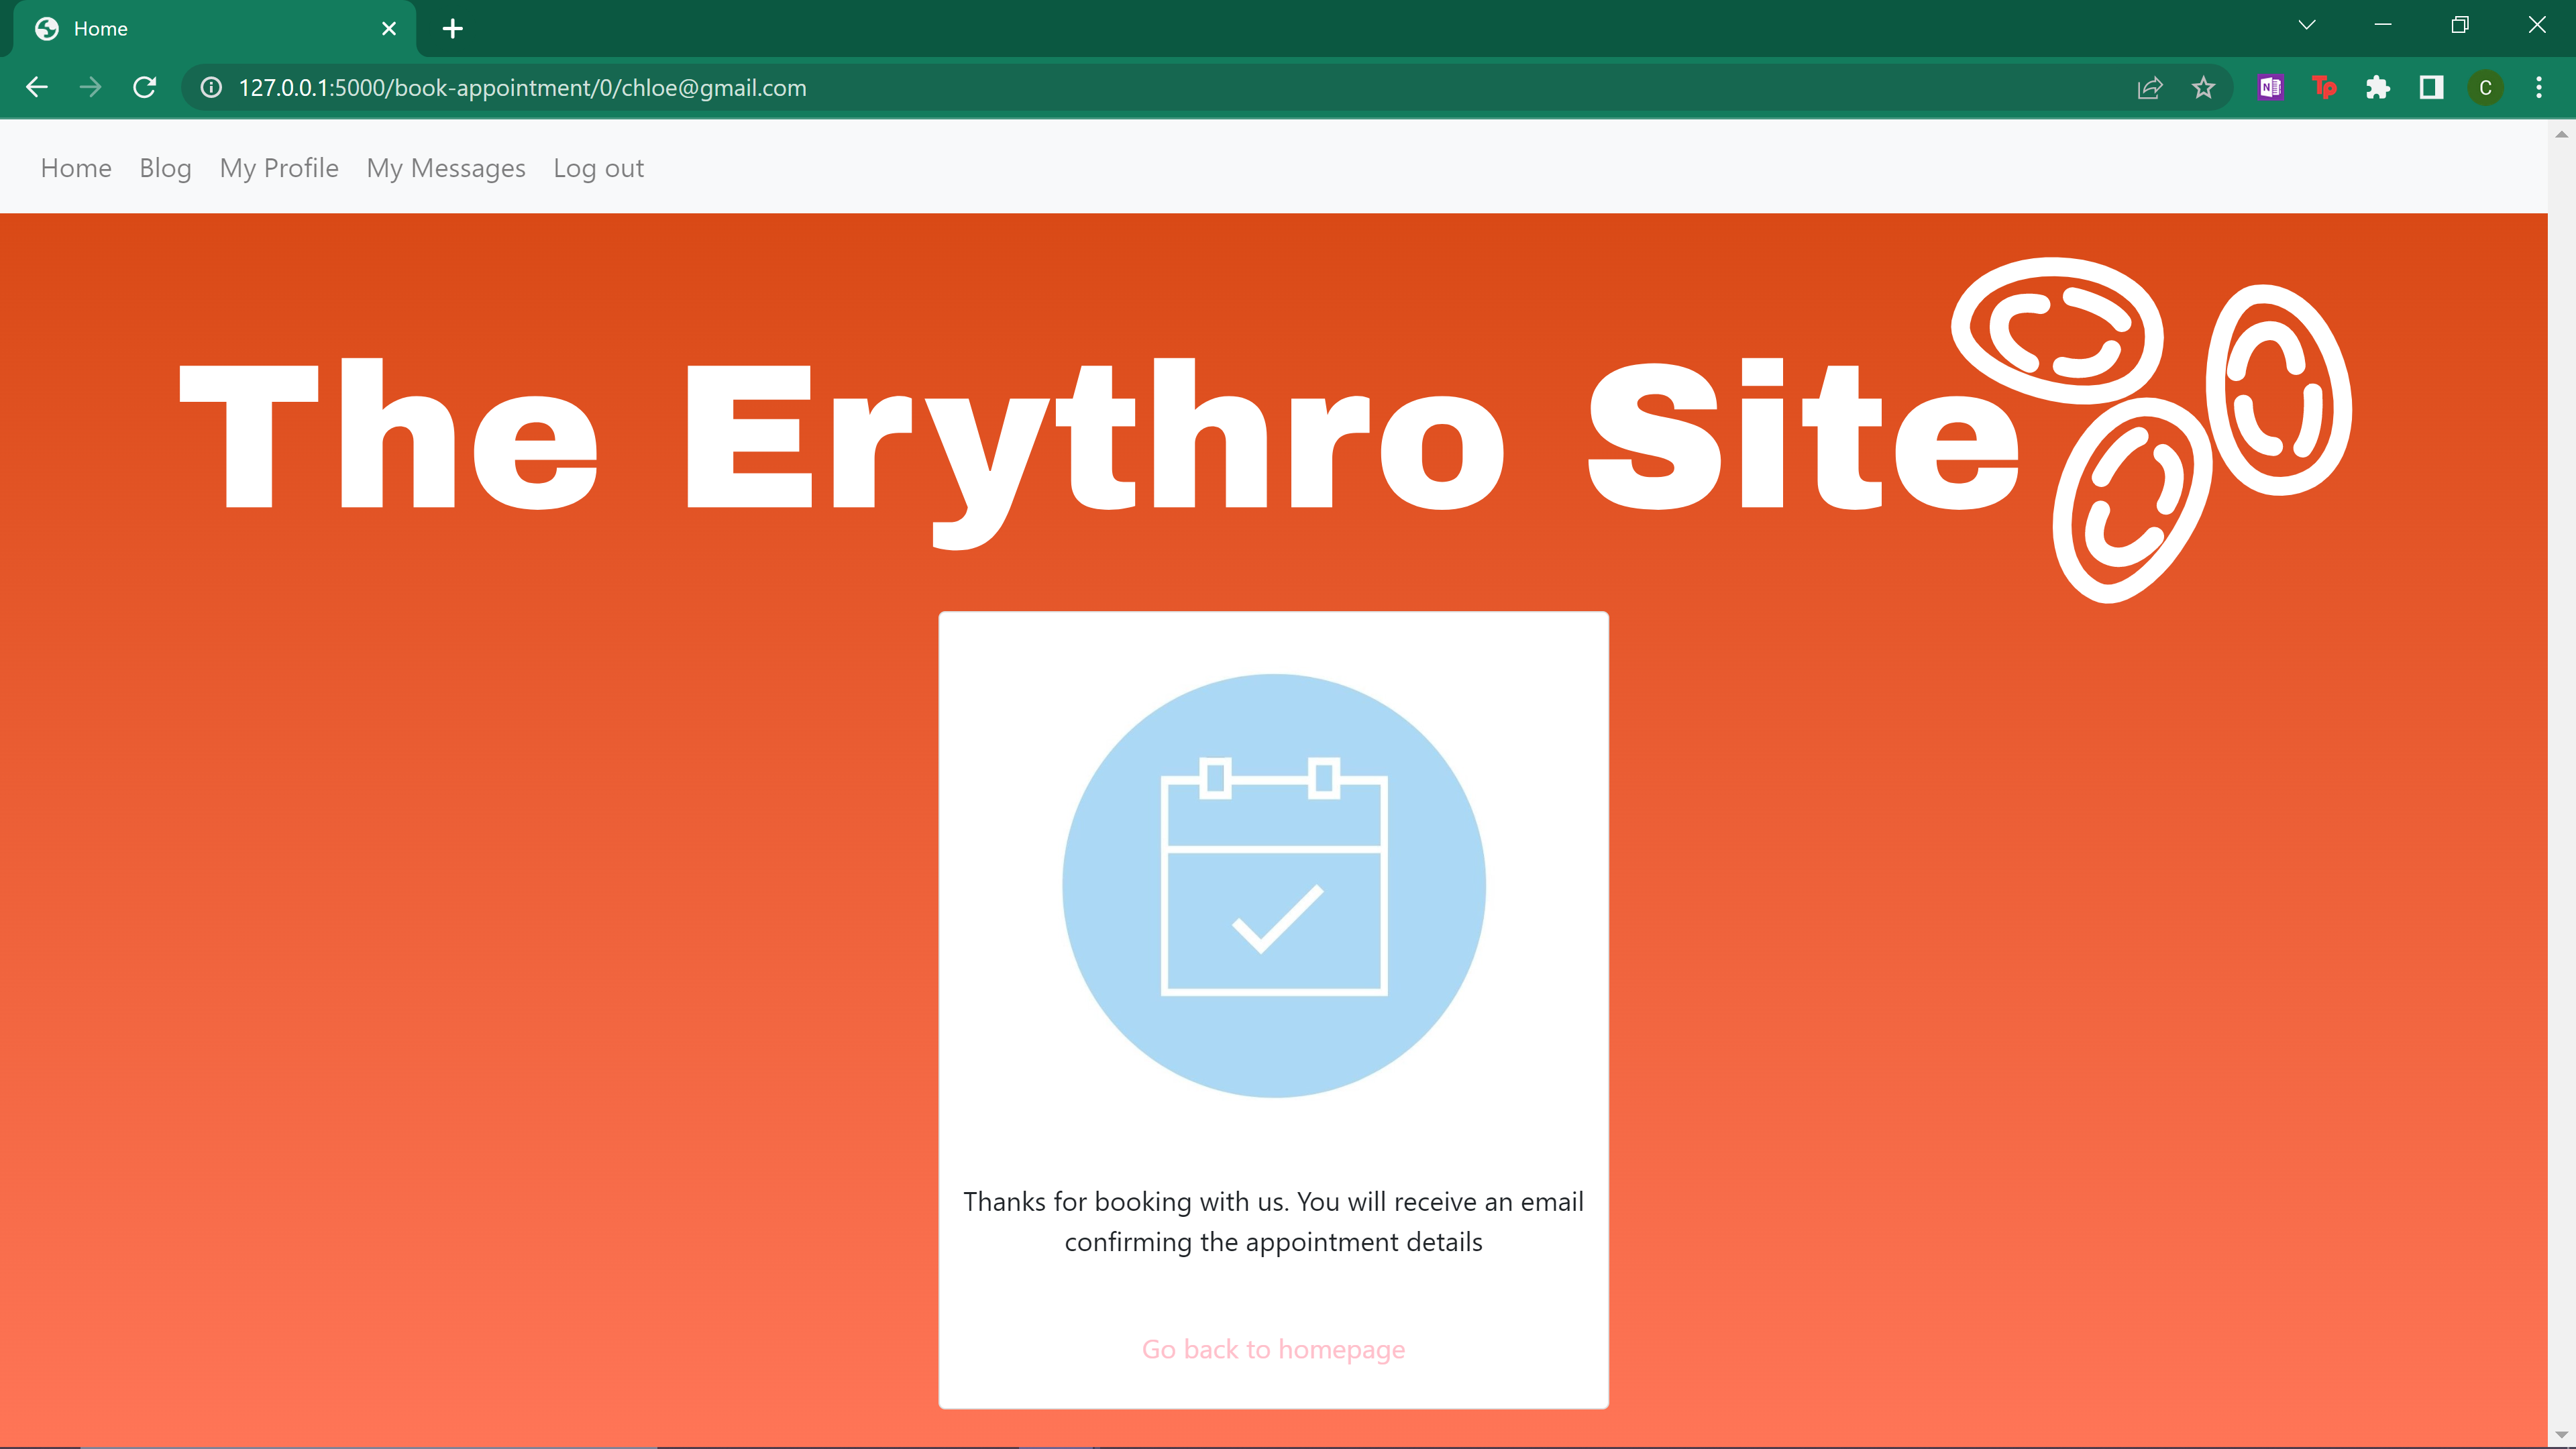 Home
127.0.0.1:5000/book-appointment/0/chloe@gmail.com
N
Tp
C
Home Blog My Profile My Messages Log out
The Erythro Site
Thanks for booking with us. You will receive an email
confirming the appointment details
Go back to homepage